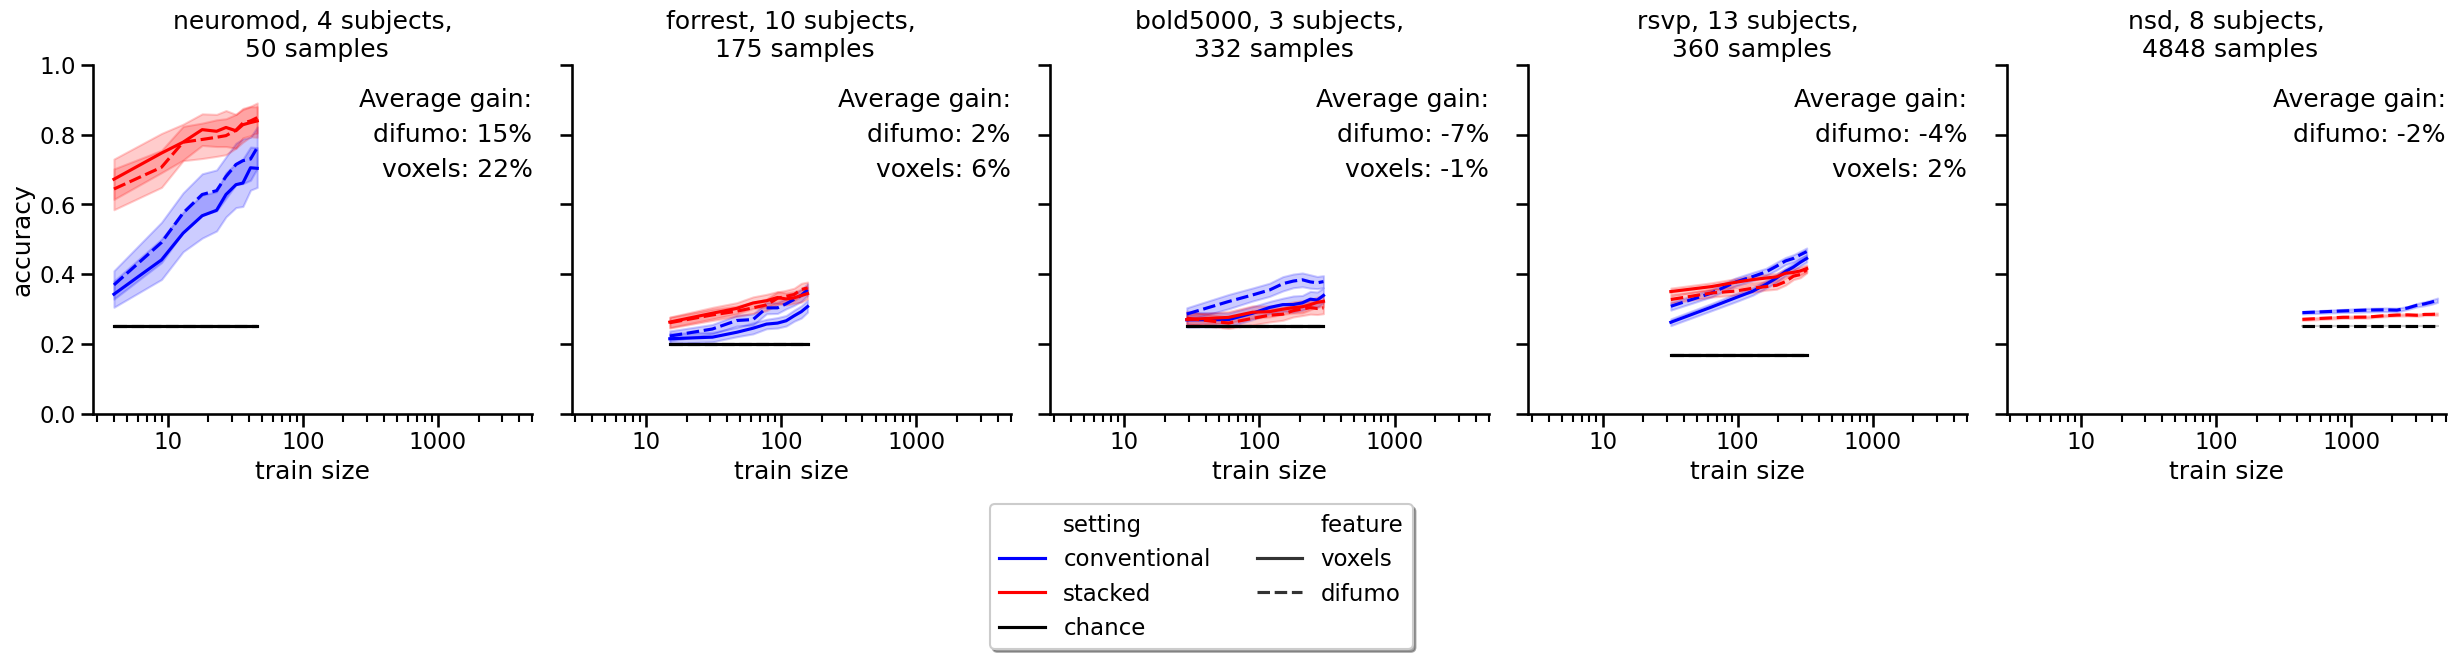 neuromod, 4 subjects,
50 samples
forrest, 10 subjects,
175 samples
bold5000, 3 subjects,
332 samples
rsvp, 13 subjects,
360 samples
nsd, 8 subjects,
4848 samples
accuracy
1.0
0.8
0.6
0.4
0.2
0.0
Average gain:
difumo: 15%
voxels: 22%
10 100 1000
train size
Average gain:
difumo: 2%
voxels: 6%
10 100 1000
train size
Average gain:
difumo: -7%
voxels: -1%
10 100 1000
train size
Average gain:
difumo: -4%
voxels: 2%
10 100 1000
train size
Average gain:
difumo: -2%
10 100 1000
train size
setting
conventional
stacked
chance
feature
voxels
difumo